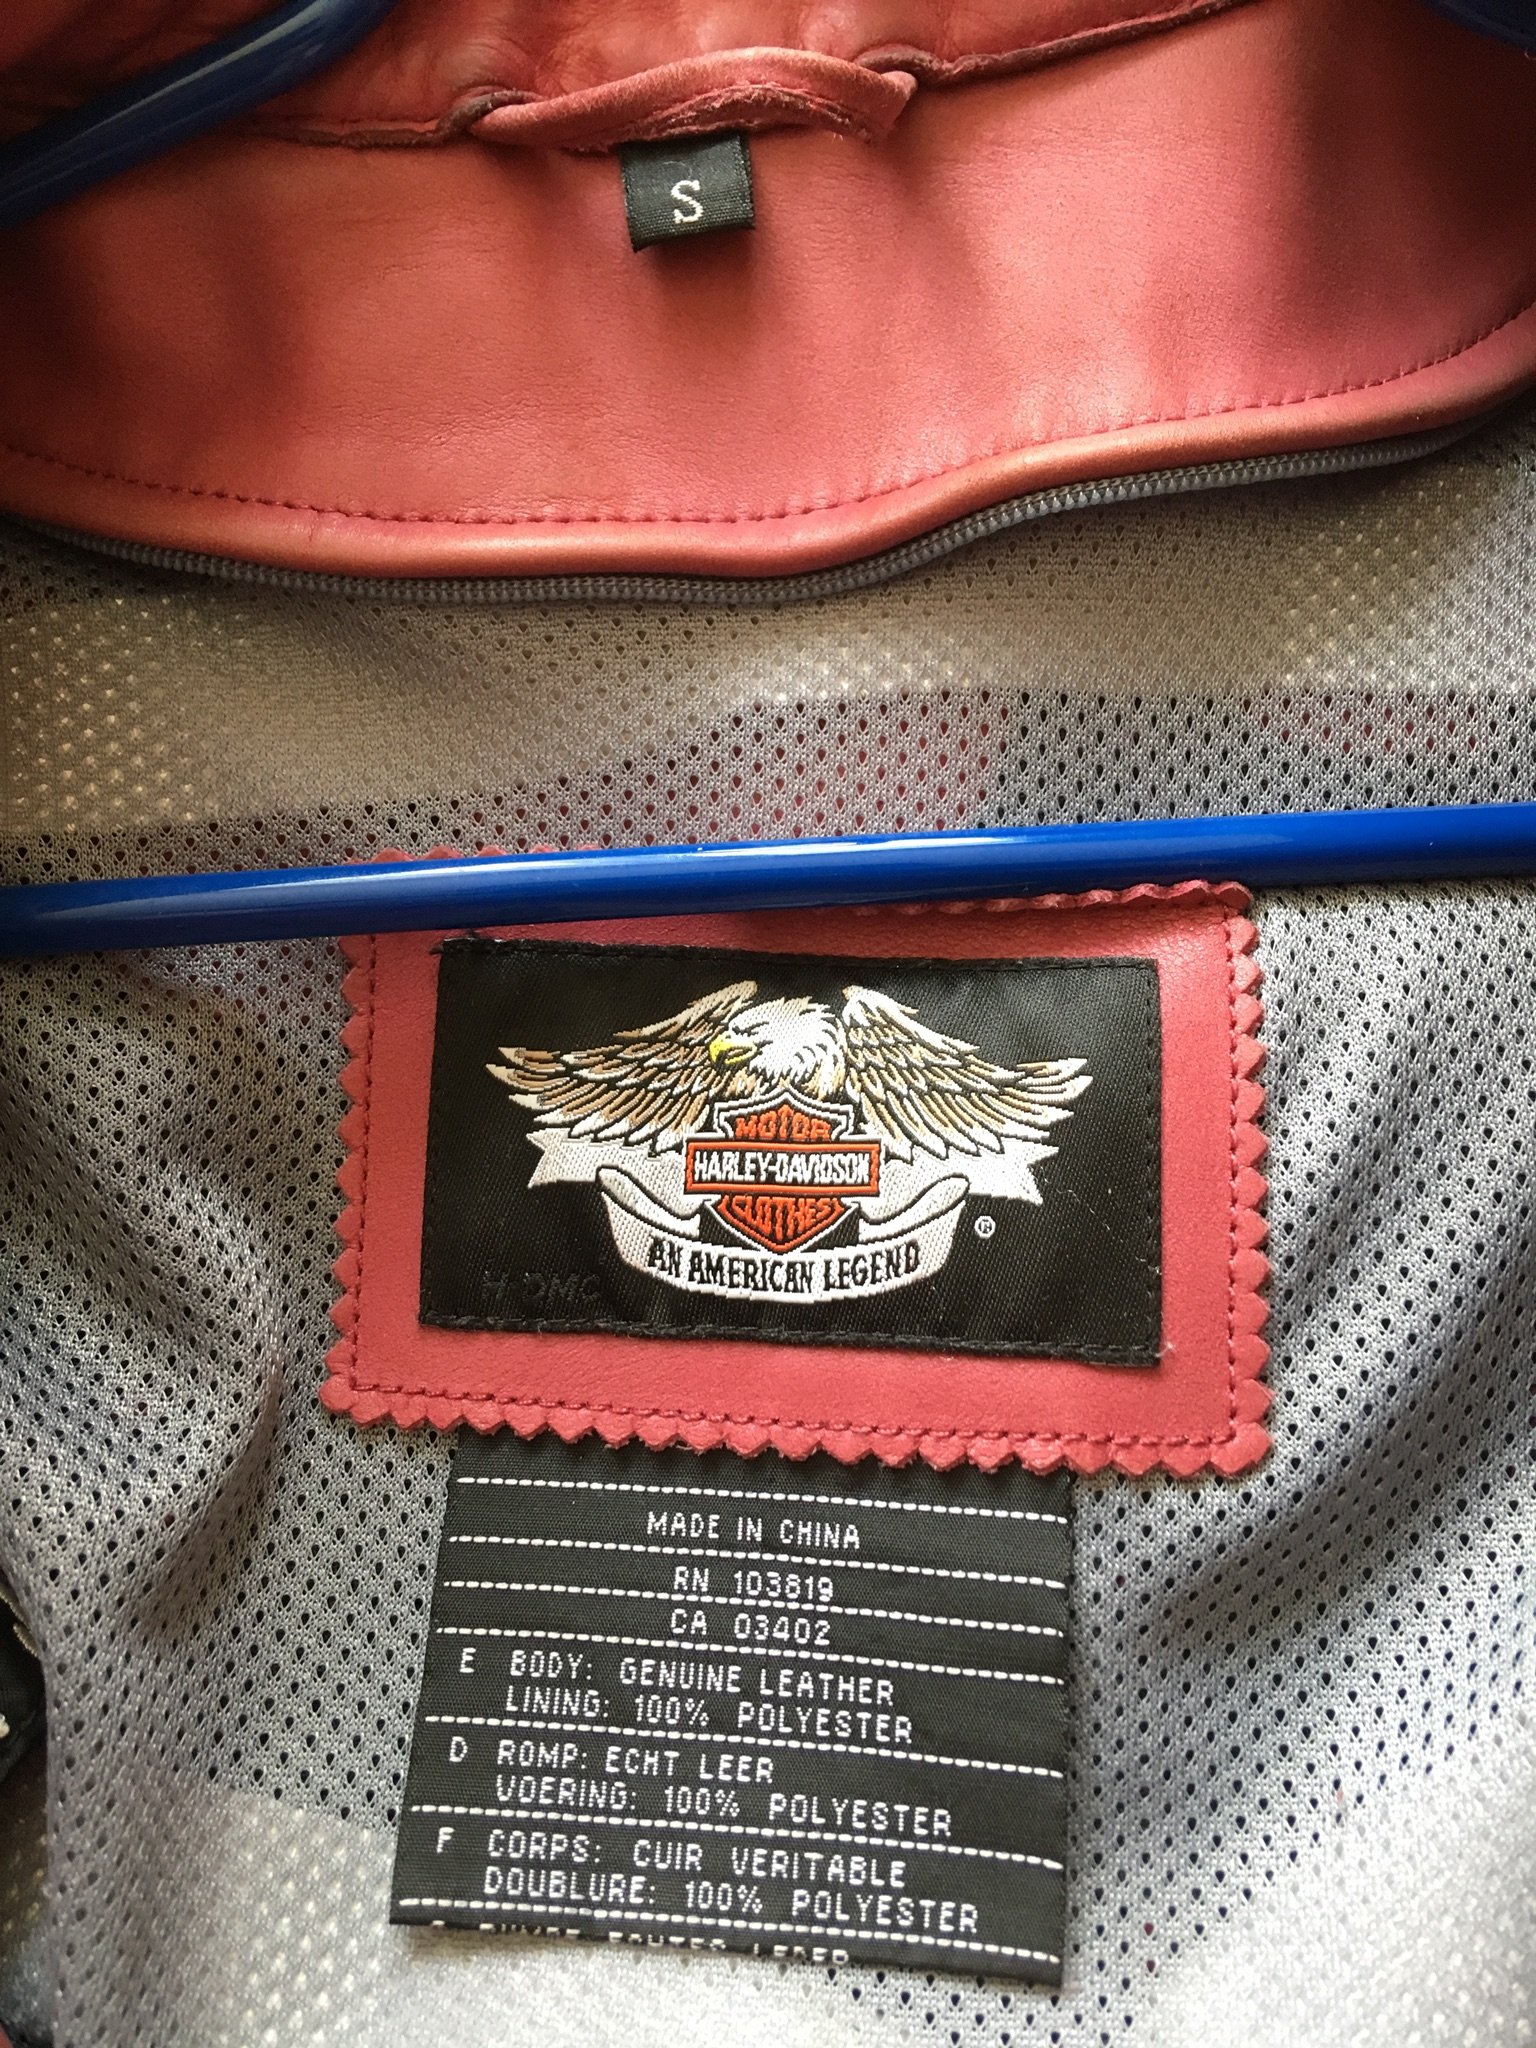 S
MOTOR
HARLEY-DAVIDSON
CLOTHES
AN AMERICAN LEGEND
®
H-DMC
MADE IN CHINA
RN 103819
CA 03402
E BODY: GENUINE LEATHER
LINING: 100% POLYESTER
D ROMP: ECHT LEER
VOERING: 100% POLYESTER
F CORPS: CUIR VERITABLE
DOUBLURE: 100% POLYESTER